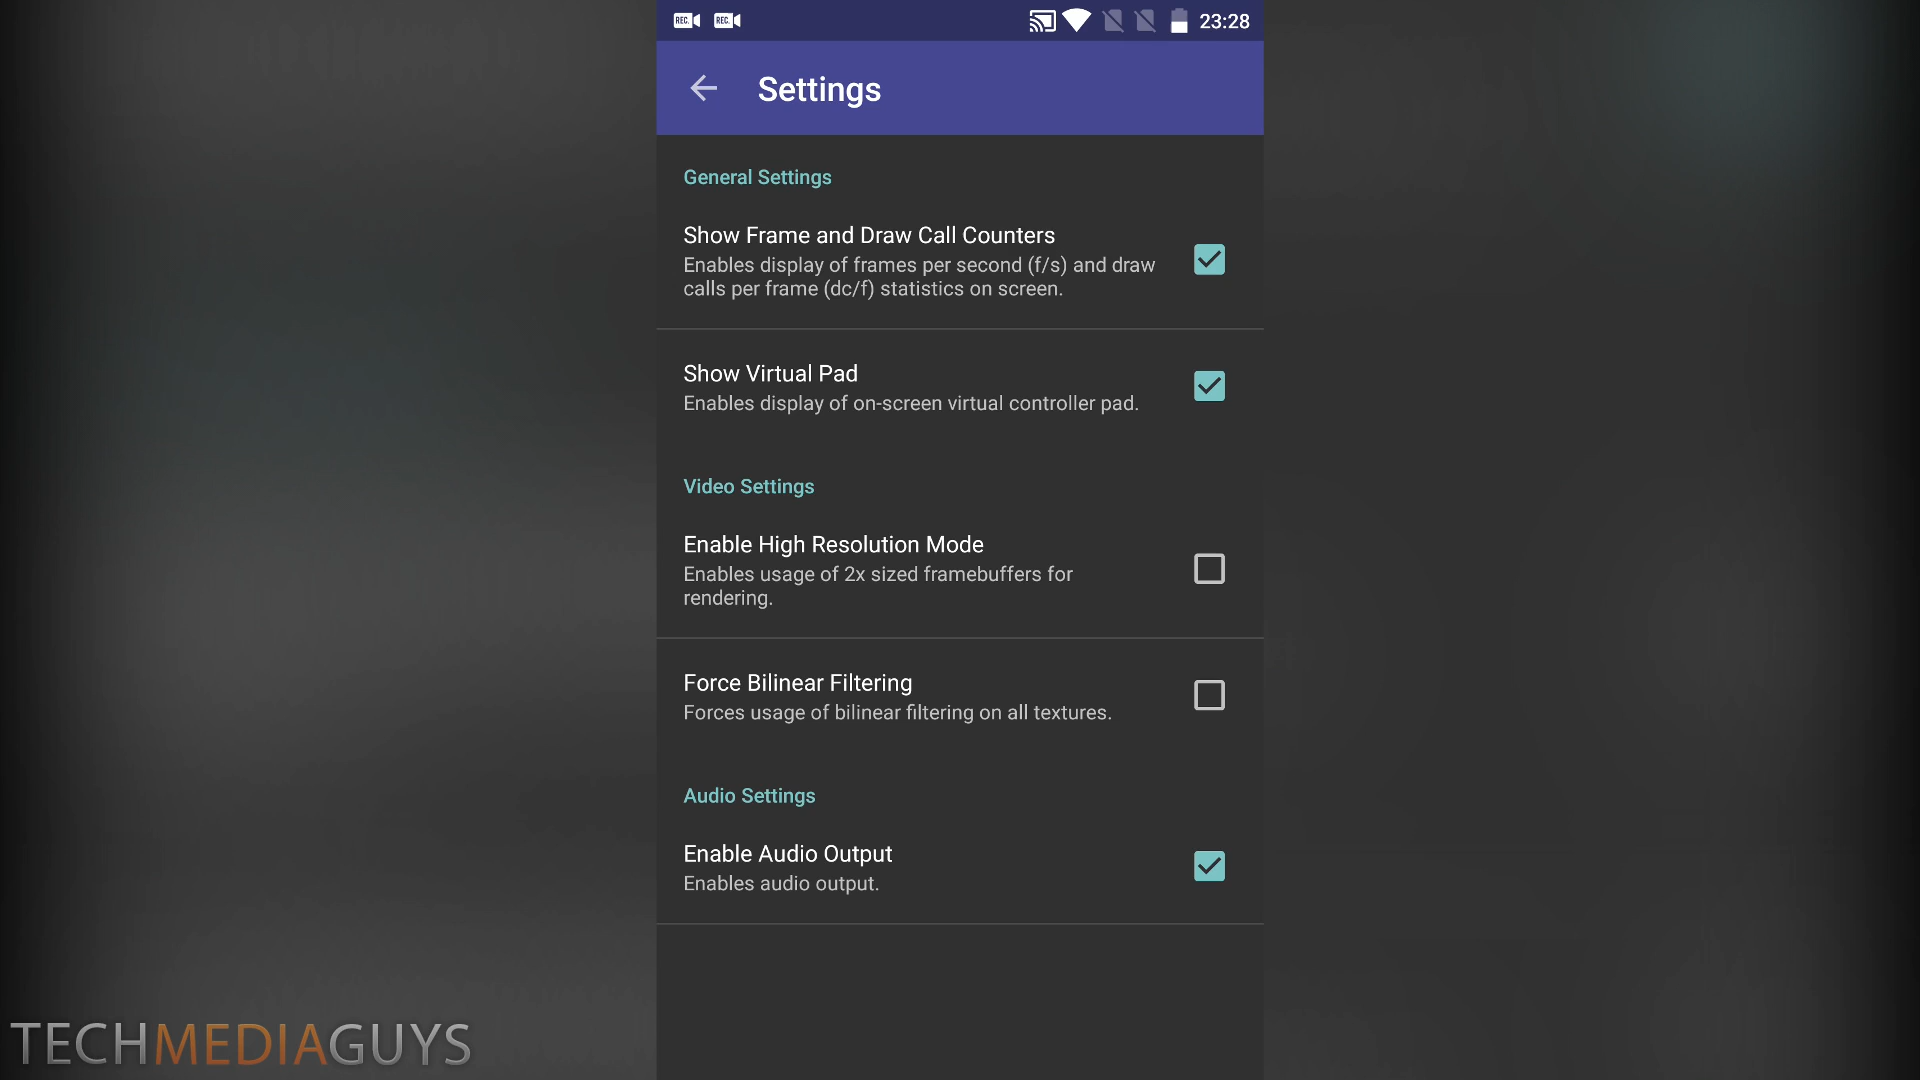 REC. REC. 23:28
Settings
General Settings
Show Frame and Draw Call Counters
Enables display of frames per second (f/s) and draw
calls per frame (dc/f) statistics on screen.
Show Virtual Pad
Enables display of on-screen virtual controller pad.
Video Settings
Enable High Resolution Mode
Enables usage of 2x sized framebuffers for
rendering.
Force Bilinear Filtering
Forces usage of bilinear filtering on all textures.
Audio Settings
Enable Audio Output
Enables audio output.
TECHMEDIAGUYS